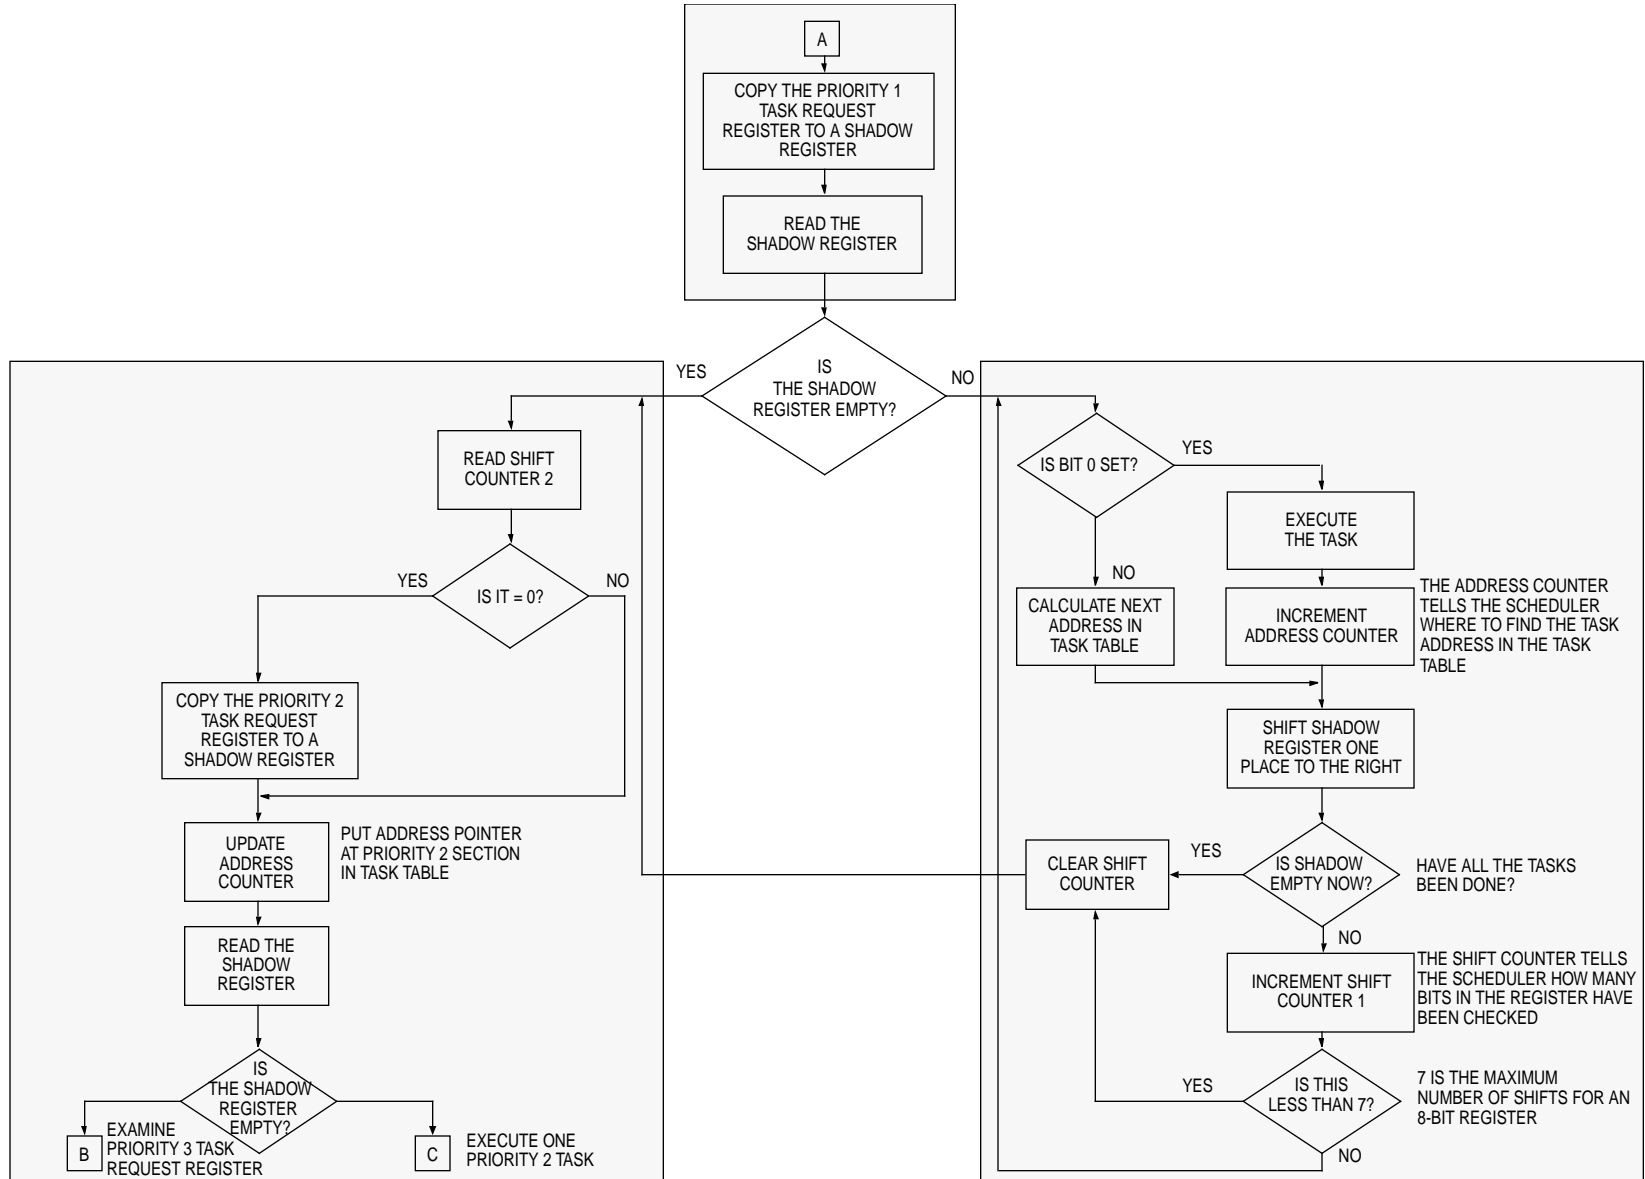 A
COPY THE PRIORITY 1
TASK REQUEST
REGISTER TO A SHADOW
REGISTER
READ THE
SHADOW REGISTER
IS
THE SHADOW
REGISTER EMPTY?
YES
NO
READ SHIFT
COUNTER 2
IS IT = 0?
YES
NO
COPY THE PRIORITY 2
TASK REQUEST
REGISTER TO A
SHADOW REGISTER
UPDATE
ADDRESS
COUNTER
PUT ADDRESS POINTER
AT PRIORITY 2 SECTION
IN TASK TABLE
READ THE
SHADOW
REGISTER
IS
THE SHADOW
REGISTER
EMPTY?
B
EXAMINE
PRIORITY 3 TASK
REQUEST REGISTER
C
EXECUTE ONE
PRIORITY 2 TASK
IS BIT 0 SET?
YES
NO
EXECUTE
THE TASK
CALCULATE NEXT
ADDRESS IN
TASK TABLE
INCREMENT
ADDRESS COUNTER
THE ADDRESS COUNTER
TELLS THE SCHEDULER
WHERE TO FIND THE TASK
ADDRESS IN THE TASK
TABLE
SHIFT SHADOW
REGISTER ONE
PLACE TO THE RIGHT
CLEAR SHIFT
COUNTER
YES
IS SHADOW
EMPTY NOW?
HAVE ALL THE TASKS
BEEN DONE?
NO
INCREMENT SHIFT
COUNTER 1
THE SHIFT COUNTER TELLS
THE SCHEDULER HOW MANY
BITS IN THE REGISTER HAVE
BEEN CHECKED
YES
IS THIS
LESS THAN 7?
7 IS THE MAXIMUM
NUMBER OF SHIFTS FOR AN
8-BIT REGISTER
NO